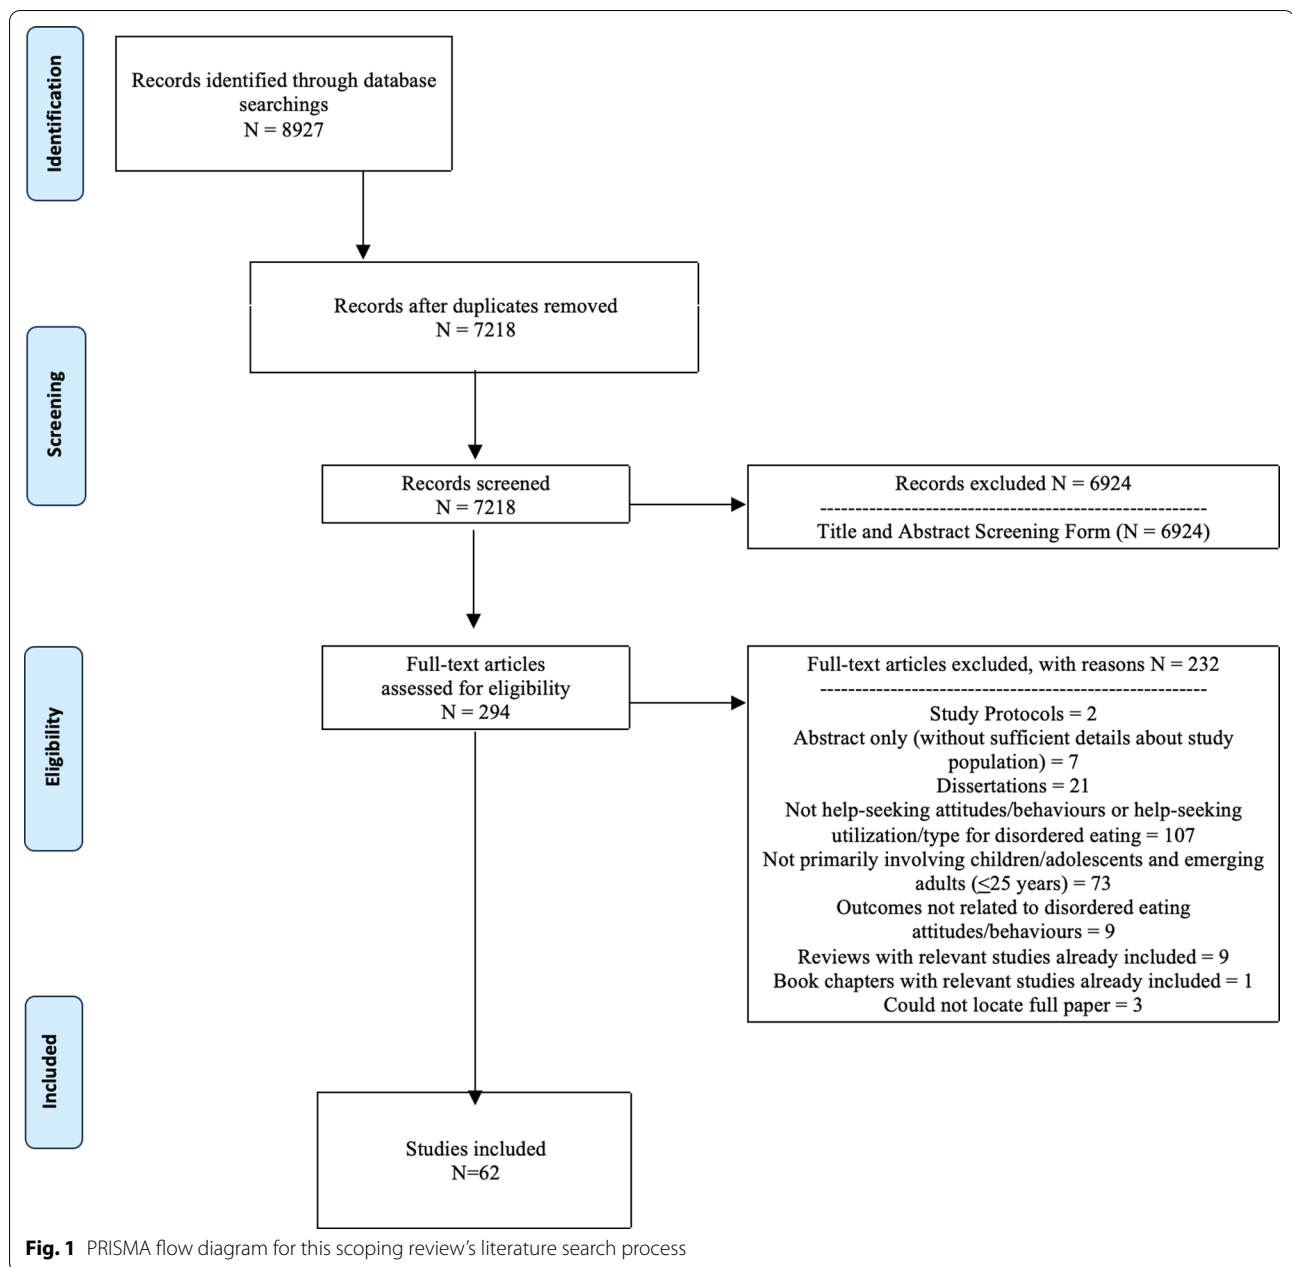 Identification
Records identified through database
searchings
N = 8927
Records after duplicates removed
N = 7218
Screening
Records screened
N = 7218
Records excluded N = 6924
-------------------------------------------------------
Title and Abstract Screening Form (N = 6924)
Eligibility
Full-text articles
assessed for eligibility
N = 294
Full-text articles excluded, with reasons N = 232
-------------------------------------------------------
Study Protocols = 2
Abstract only (without sufficient details about study
population) = 7
Dissertations = 21
Not help-seeking attitudes/behaviours or help-seeking
utilization/type for disordered eating = 107
Not primarily involving children/adolescents and emerging
adults (≤25 years) = 73
Outcomes not related to disordered eating
attitudes/behaviours = 9
Reviews with relevant studies already included = 9
Book chapters with relevant studies already included = 1
Could not locate full paper = 3
Included
Studies included
N=62
Fig. 1 PRISMA flow diagram for this scoping review's literature search process